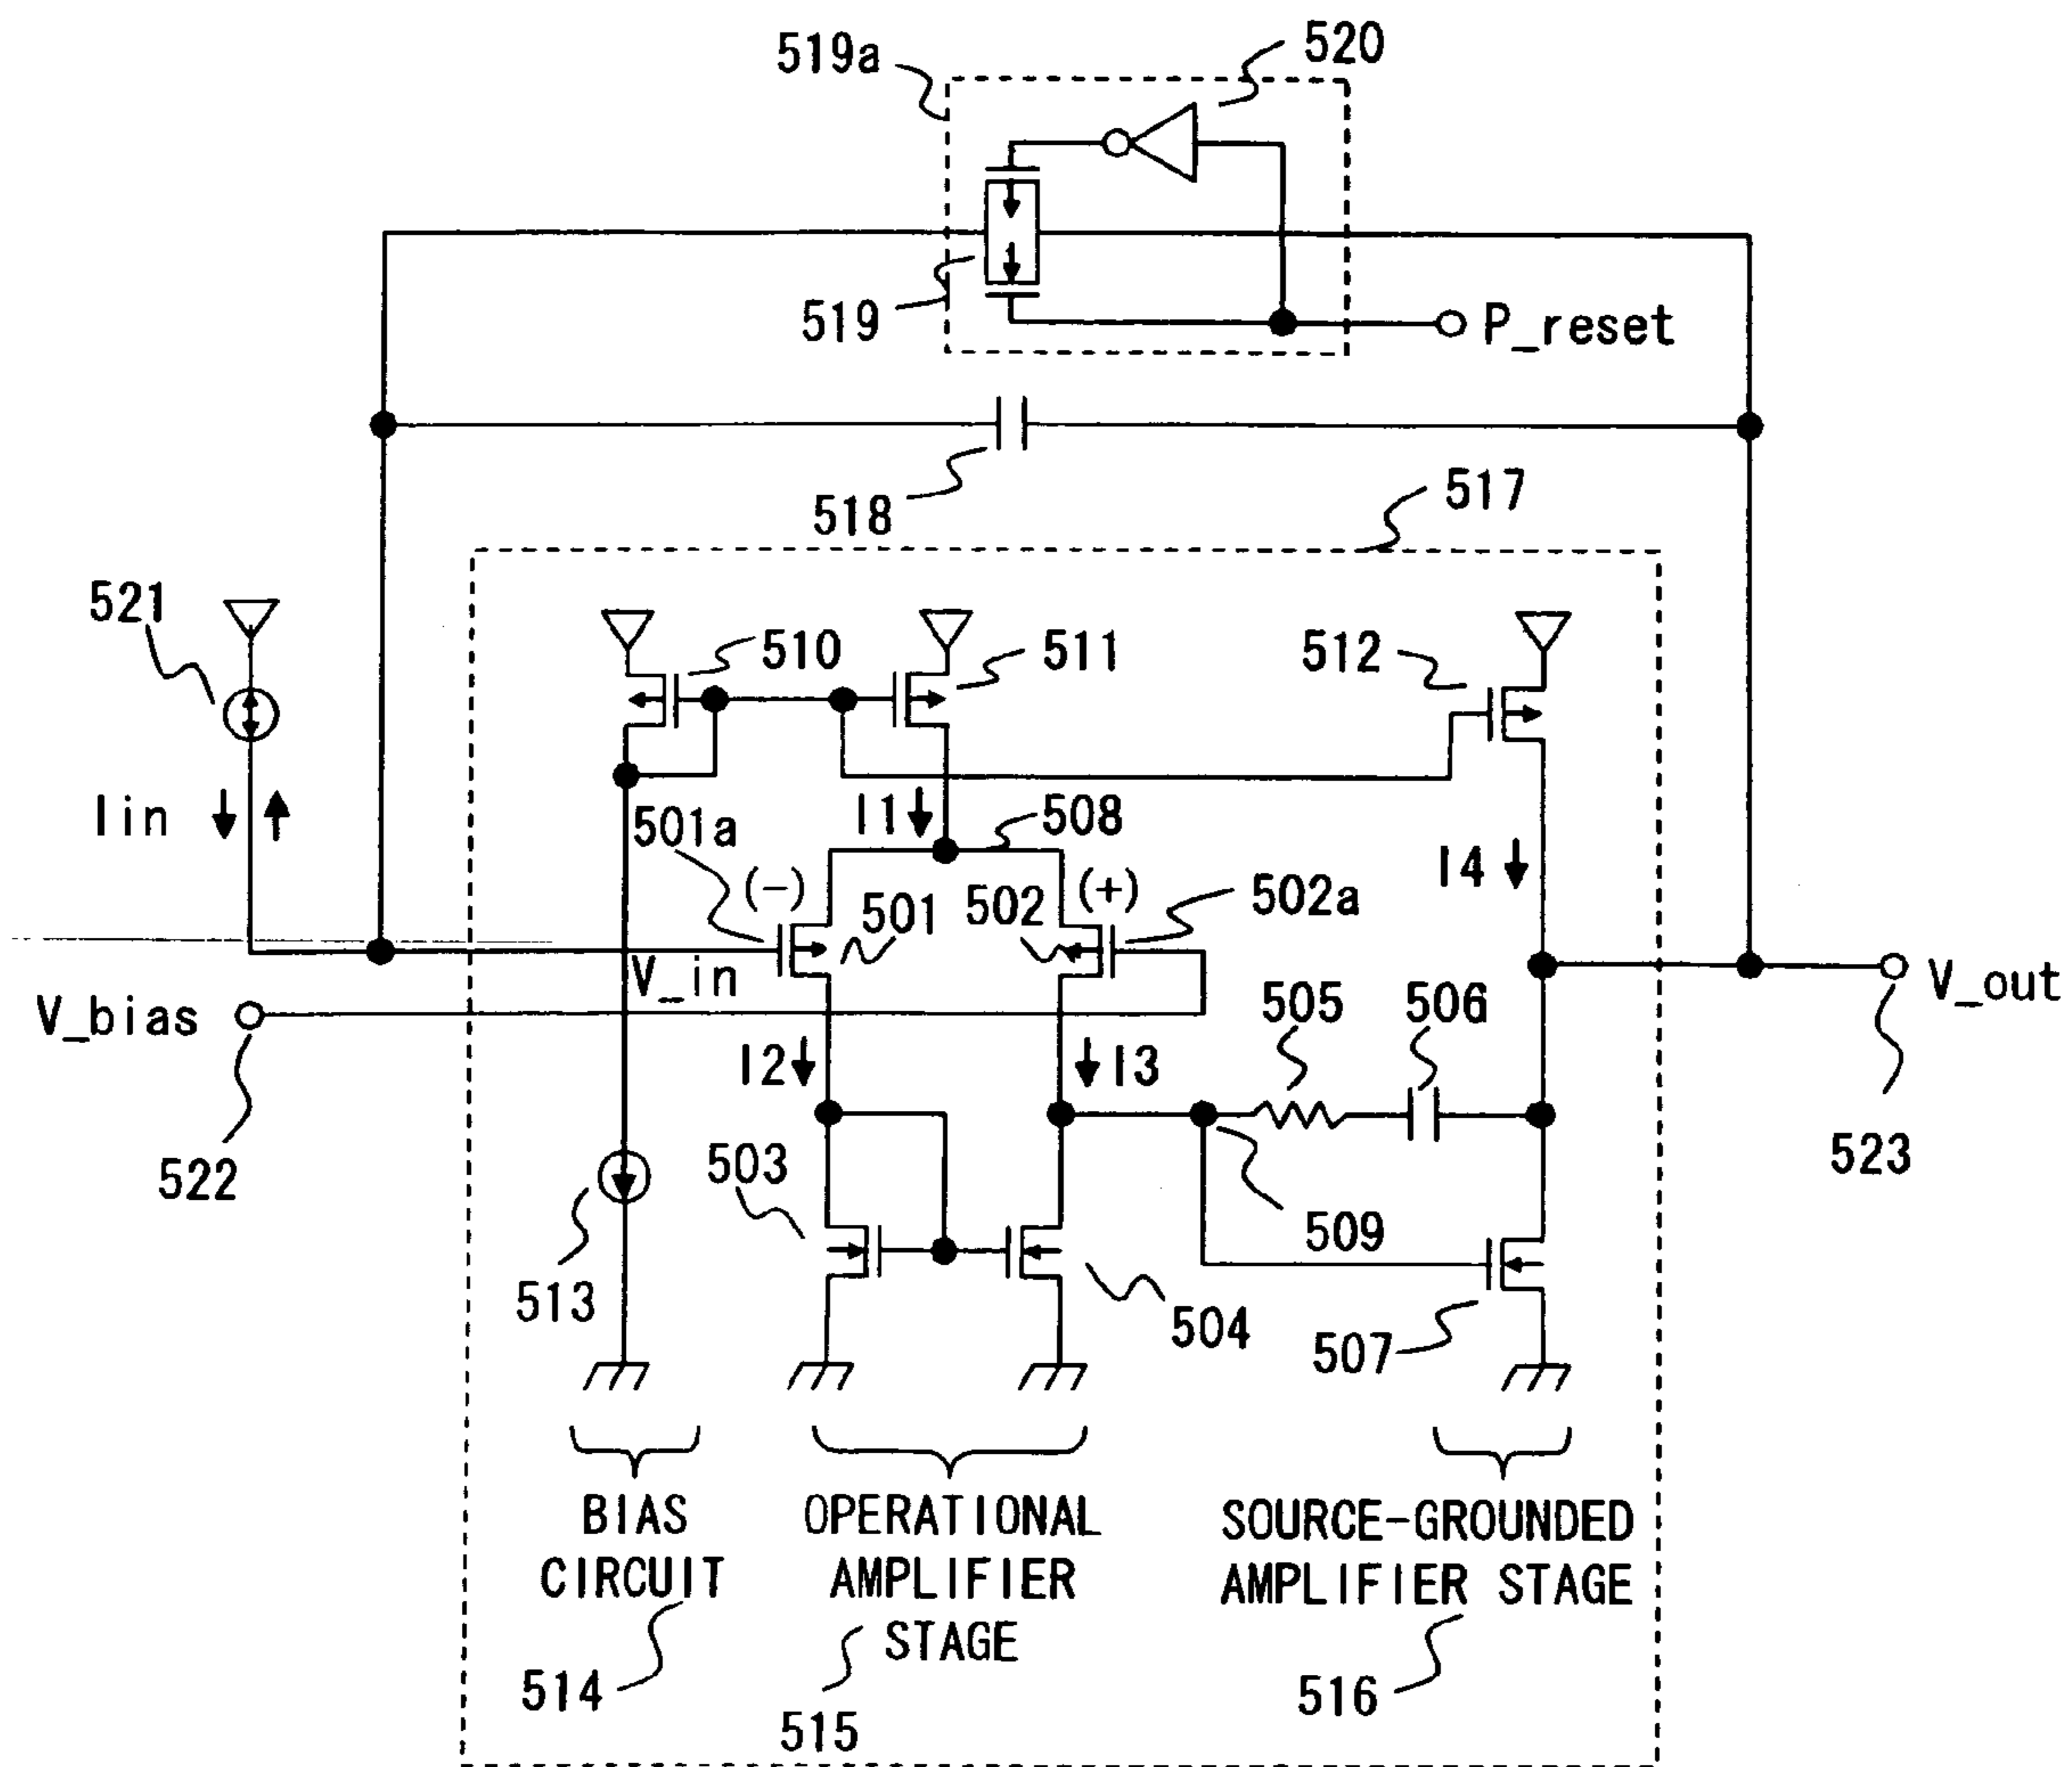 519a
520
519
P_reset
518
517
521
510
511
512
Iin
501a
I1
508
I4
(-)
501
502
(+)
502a
V_in
V_bias
V_out
505
506
I2
I3
522
503
509
523
513
504
507
BIAS
CIRCUIT
514
OPERATIONAL
AMPLIFIER
STAGE
515
SOURCE-GROUNDED
AMPLIFIER STAGE
516